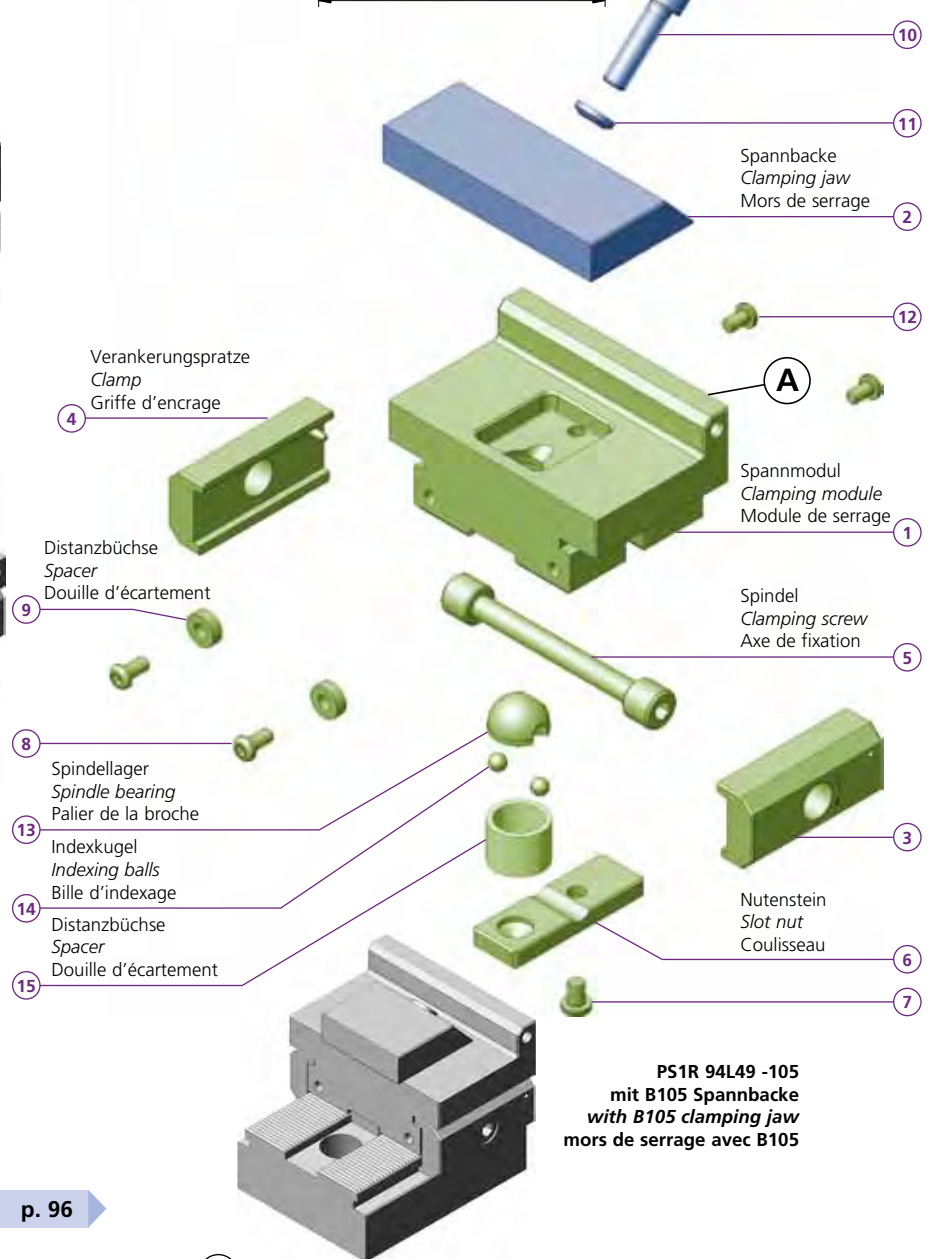 10
11
Spannbacke
Clamping jaw
Mors de serrage
2
12
Verankerungspratze
Clamp
Griffe d'encrage
4
A
Spannmodul
Clamping module
Module de serrage
1
Distanzbüchse
Spacer
Douille d'écartement
9
Spindel
Clamping screw
Axe de fixation
5
8
Spindellager
Spindle bearing
Palier de la broche
13
3
Indexkugel
Indexing balls
Bille d'indexage
14
Nutenstein
Slot nut
Coulisseau
6
Distanzbüchse
Spacer
Douille d'écartement
15
7
PS1R 94L49 -105
mit B105 Spannbacke
with B105 clamping jaw
mors de serrage avec B105
p. 96